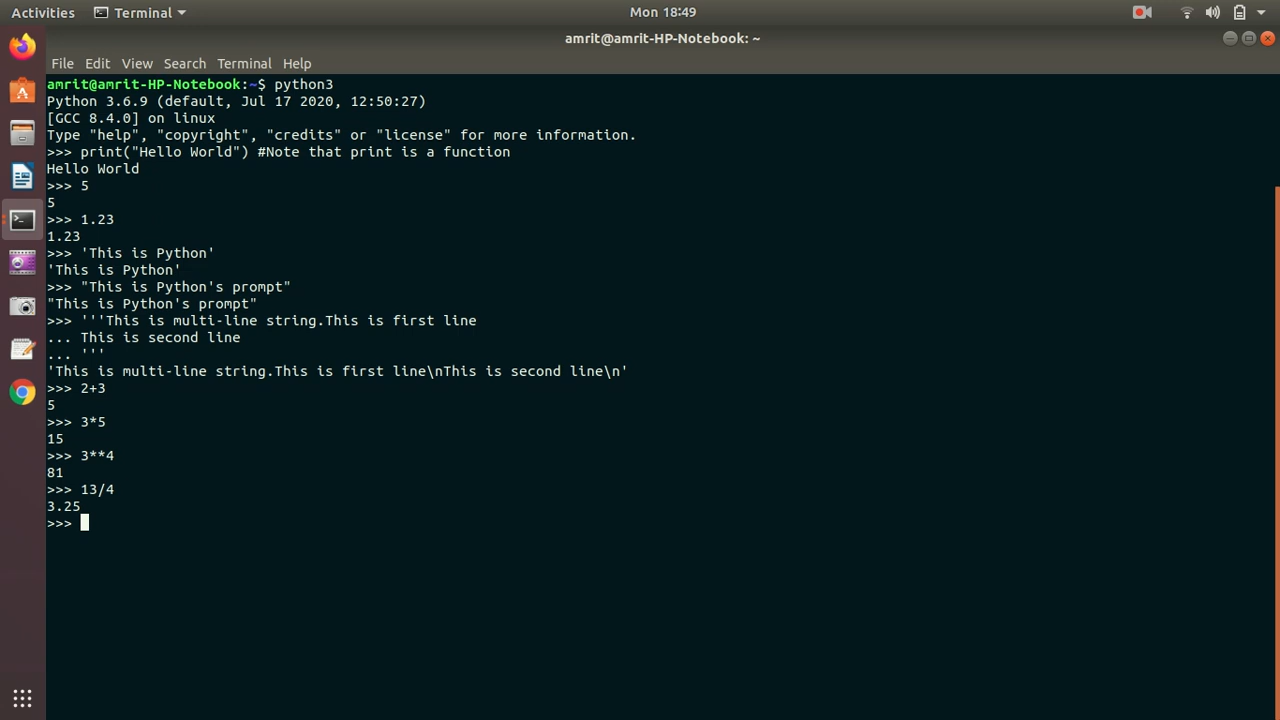 Activities Terminal Mon 18:49
amrit@amrit-HP-Notebook: ~
File Edit View Search Terminal Help
amrit@amrit-HP-Notebook:~$ python3
Python 3.6.9 (default, Jul 17 2020, 12:50:27)
[GCC 8.4.0] on linux
Type "help", "copyright", "credits" or "license" for more information.
>>> print("Hello World") #Note that print is a function
Hello World
>>> 5
5
>>> 1.23
1.23
>>> 'This is Python'
'This is Python'
>>> "This is Python's prompt"
"This is Python's prompt"
>>> '''This is multi-line string.This is first line
... This is second line
... '''
'This is multi-line string.This is first line\nThis is second line\n'
>>> 2+3
5
>>> 3*5
15
>>> 3**4
81
>>> 13/4
3.25
>>>